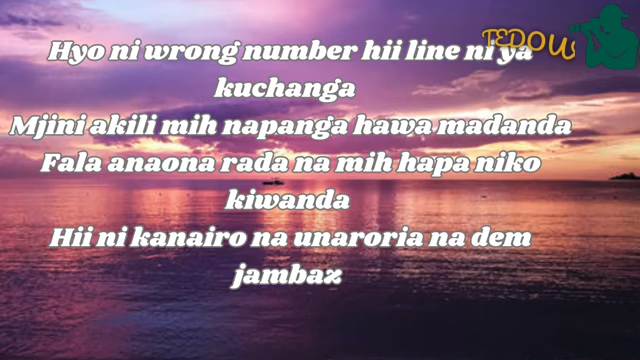 TEDOW
Hyo ni wrong number hii line ni ya
kuchanga
Mjini akili mih napanga hawa madanda
Fala anaona rada na mih hapa niko
kiwanda
Hii ni kanairo na unaroria na dem
jambaz